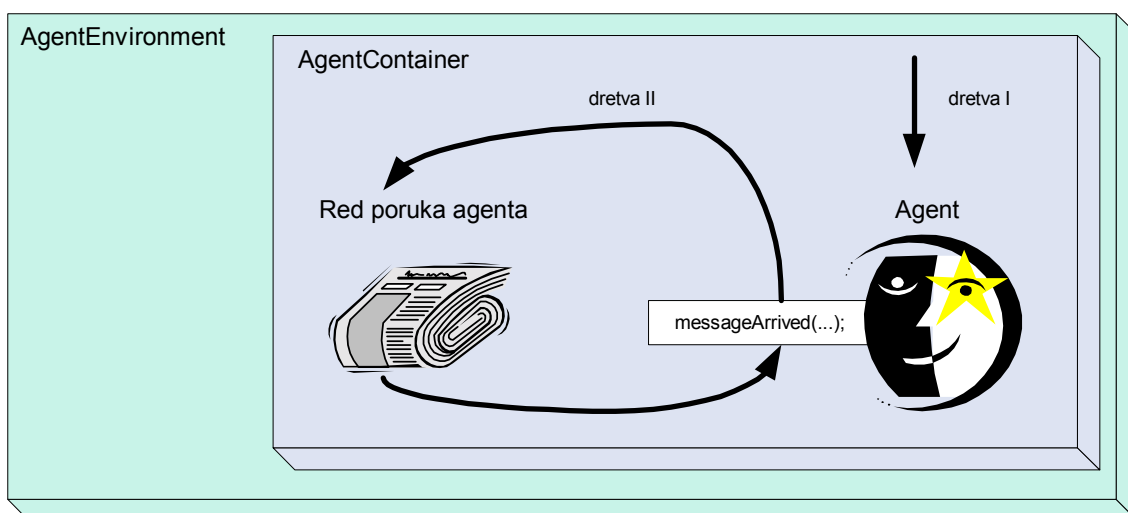 AgentEnvironment
AgentContainer
dretva II
dretva I
Red poruka agenta
Agent
messageArrived(...);